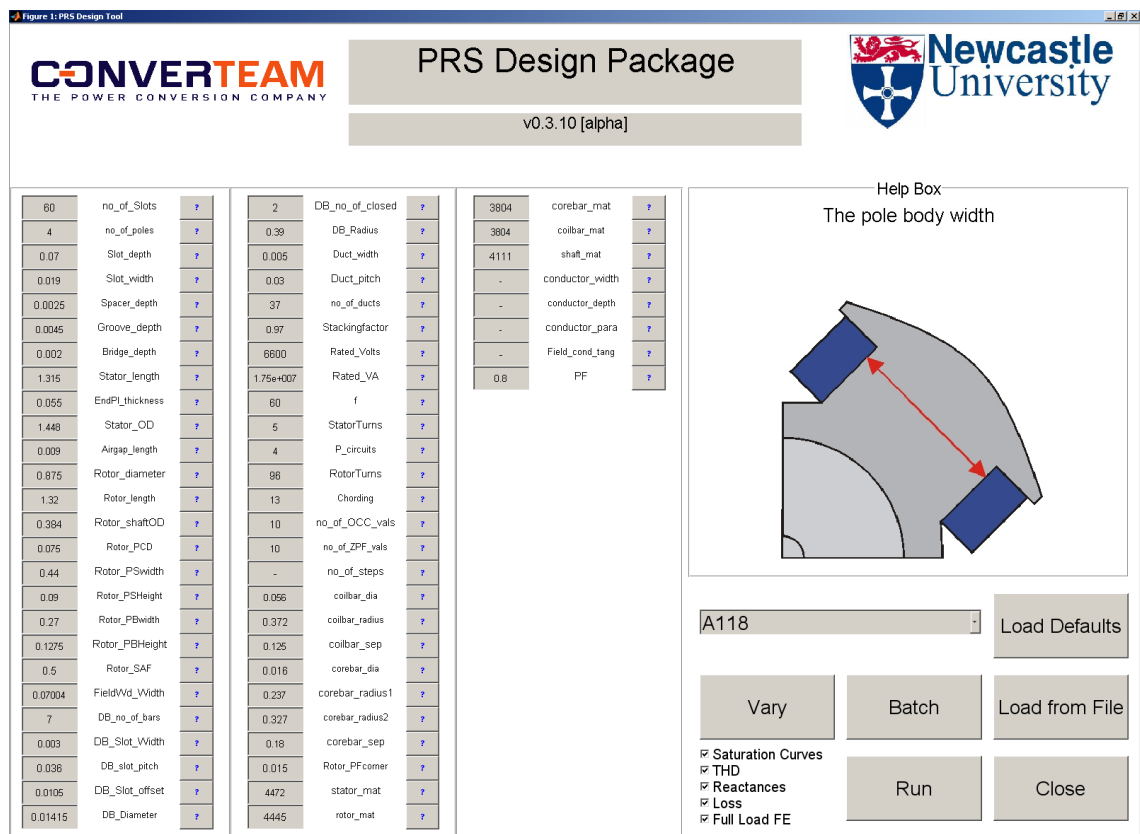 Figure 1: PRS Design Tool
CONVERTEAM
THE POWER CONVERSION COMPANY
PRS Design Package
v0.3.10 [alpha]
Newcastle
University
60 no_of_Slots ?
4 no_of_poles ?
0.07 Slot_depth ?
0.019 Slot_width ?
0.0025 Spacer_depth ?
0.0045 Groove_depth ?
0.002 Bridge_depth ?
1.315 Stator_length ?
0.055 EndPl_thickness ?
1.448 Stator_OD ?
0.009 Airgap_length ?
0.875 Rotor_diameter ?
1.32 Rotor_length ?
0.384 Rotor_shaftOD ?
0.075 Rotor_PCD ?
0.44 Rotor_PSwidth ?
0.09 Rotor_PSHeight ?
0.27 Rotor_PBwidth ?
0.1275 Rotor_PBHeight ?
0.5 Rotor_SAF ?
0.07004 FieldWd_Width ?
7 DB_no_of_bars ?
0.003 DB_Slot_Width ?
0.036 DB_slot_pitch ?
0.0105 DB_Slot_offset ?
0.01415 DB_Diameter ?
2 DB_no_of_closed ?
0.39 DB_Radius ?
0.005 Duct_width ?
0.03 Duct_pitch ?
37 no_of_ducts ?
0.97 Stackingfactor ?
6600 Rated_Volts ?
1.75e+007 Rated_VA ?
60 f ?
5 StatorTurns ?
4 P_circuits ?
96 RotorTurns ?
13 Chording ?
10 no_of_OCC_vals ?
10 no_of_ZPF_vals ?
- no_of_steps ?
0.056 coilbar_dia ?
0.372 coilbar_radius ?
0.125 coilbar_sep ?
0.016 corebar_dia ?
0.237 corebar_radius1 ?
0.327 corebar_radius2 ?
0.18 corebar_sep ?
0.015 Rotor_PFcorner ?
4472 stator_mat ?
4445 rotor_mat ?
3804 corebar_mat ?
3804 coilbar_mat ?
4111 shaft_mat ?
- conductor_width ?
- conductor_depth ?
- conductor_para ?
- Field_cond_tang ?
0.8 PF ?
Help Box
The pole body width
A118
Load Defaults
Vary
Batch
Load from File
Saturation Curves
THD
Reactances
Loss
Full Load FE
Run
Close